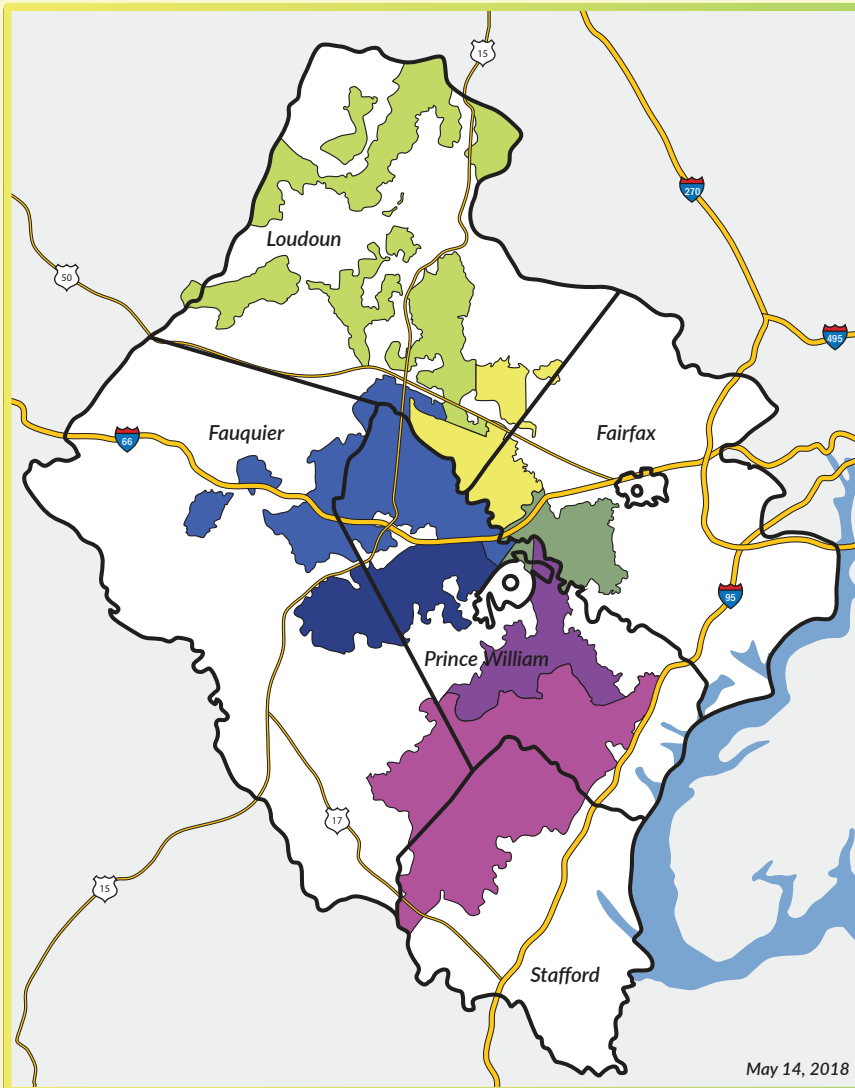 15
270
Loudoun
50
495
Fauquier
Fairfax
66
95
Prince William
17
15
Stafford
May 14, 2018